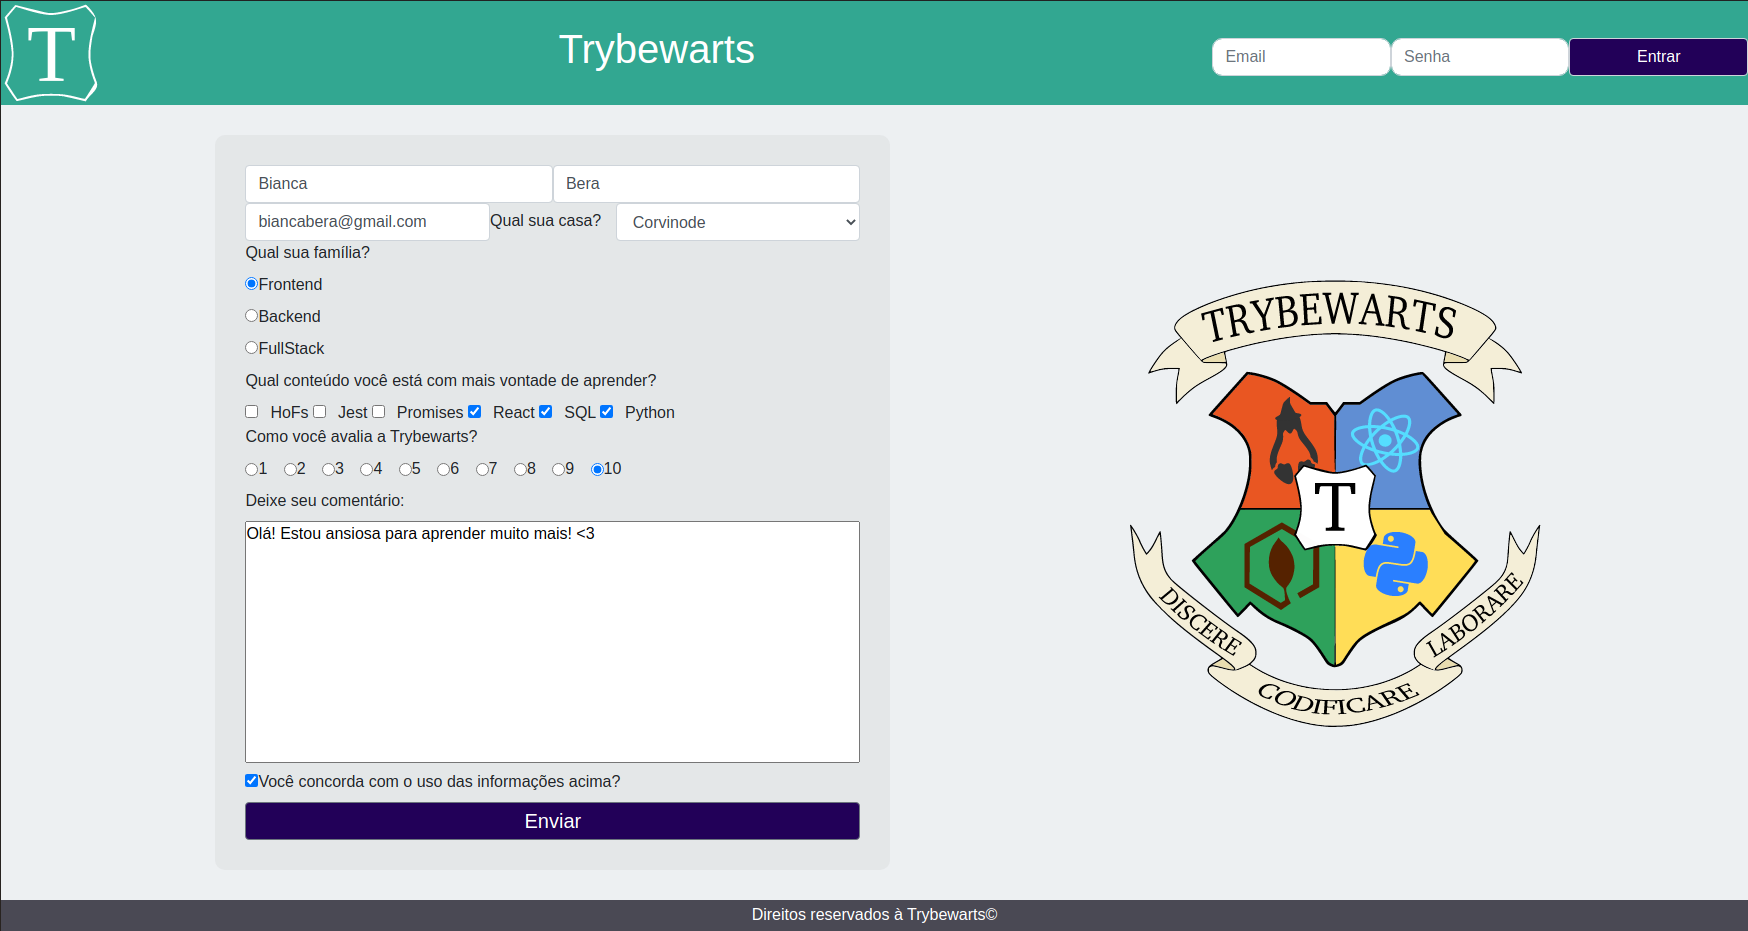 T
Trybewarts
Email Senha Entrar
Bianca Bera
biancabera@gmail.com Qual sua casa? Corvinode
Qual sua família?
Frontend
Backend
FullStack
Qual conteúdo você está com mais vontade de aprender?
HoFs Jest Promises React SQL Python
Como você avalia a Trybewarts?
1 2 3 4 5 6 7 8 9 10
Deixe seu comentário:
Olá! Estou ansiosa para aprender muito mais! <3
Você concorda com o uso das informações acima?
Enviar
TRYBEWARTS
T
DISCERE
LABORARE
CODIFICARE
Direitos reservados à Trybewarts©